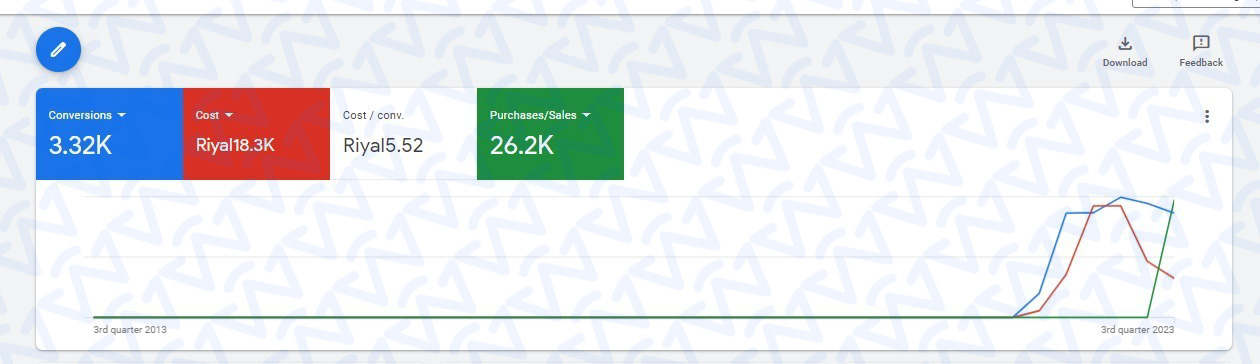 Download
Feedback
Conversions
3.32K
Cost
Riyal18.3K
Cost / conv.
Riyal5.52
Purchases/Sales
26.2K
3rd quarter 2013
3rd quarter 2023